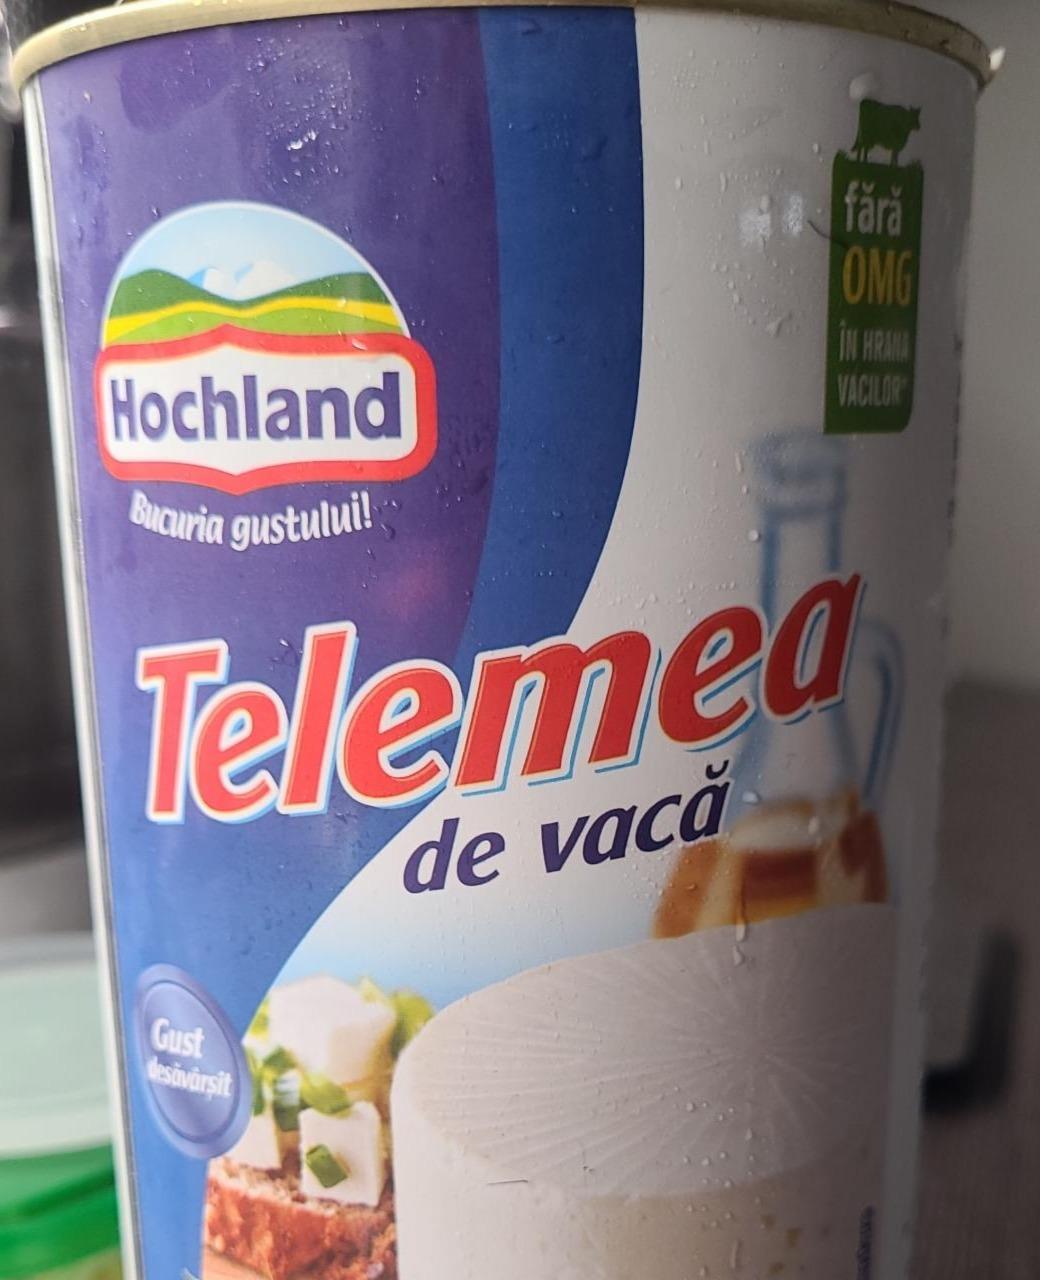 fără
OMG
ÎN HRANA
VACILOR*
Hochland
Bucuria gustului!
Telemea
de vacă
Gust
desăvârșit